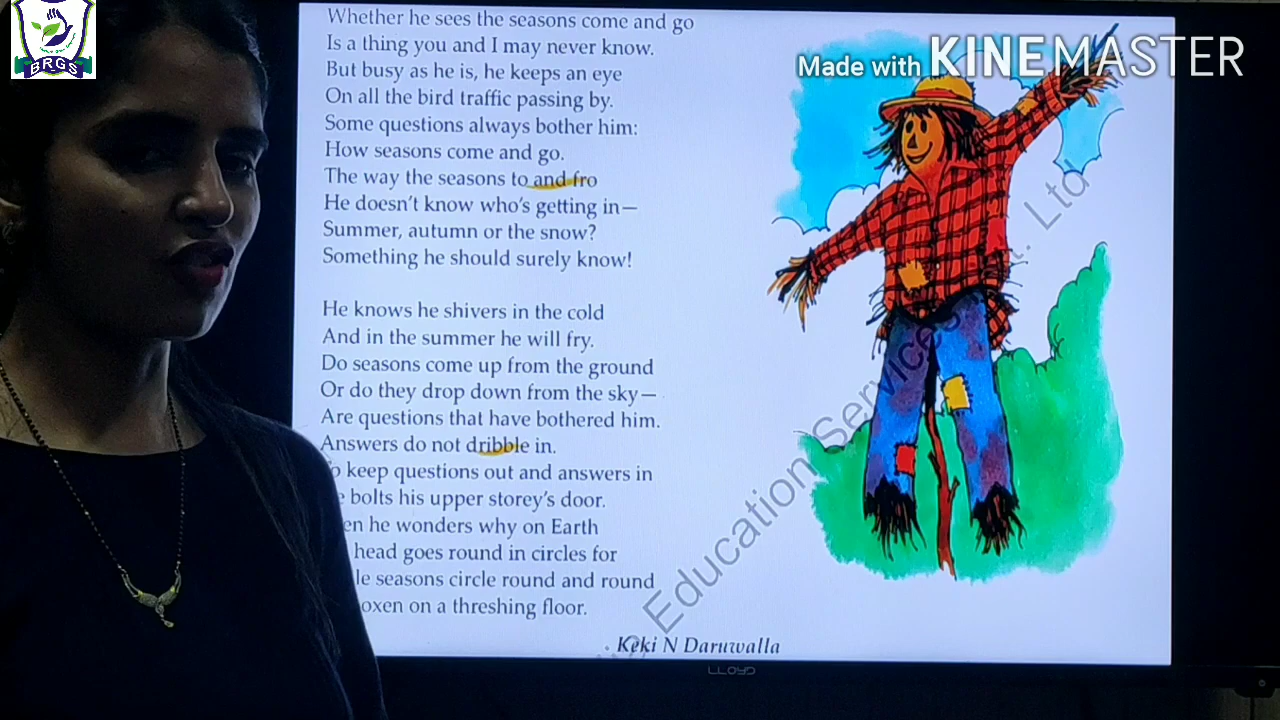 BRGS
Made with KINEMASTER
Whether he sees the seasons come and go
Is a thing you and I may never know.
But busy as he is, he keeps an eye
On all the bird traffic passing by.
Some questions always bother him:
How seasons come and go.
The way the seasons to and fro
He doesn't know who's getting in—
Summer, autumn or the snow?
Something he should surely know!
He knows he shivers in the cold
And in the summer he will fry.
Do seasons come up from the ground
Or do they drop down from the sky—
Are questions that have bothered him.
Answers do not dribble in.
keep questions out and answers in
bolts his upper storey's door.
he wonders why on Earth
head goes round in circles for
seasons circle round and round
oxen on a threshing floor.
Keki N Daruwalla
Education Services Ltd
LLOYD